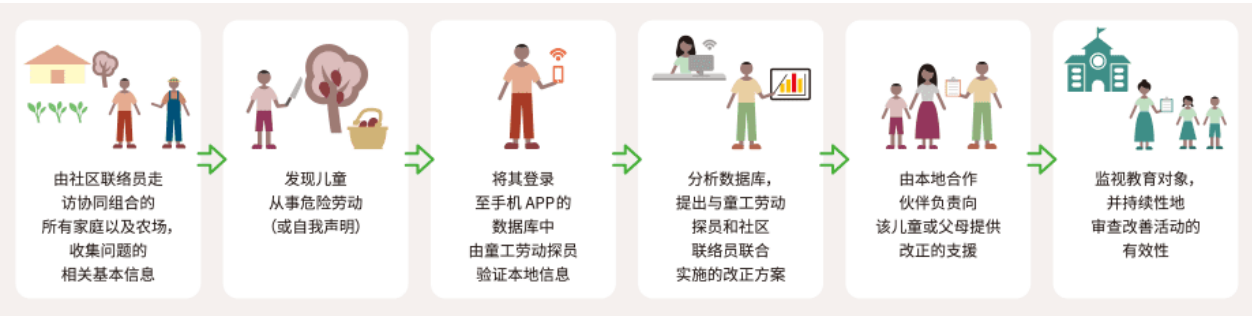 由社区联络员走
访协同组合的
所有家庭以及农场,
收集问题的
相关基本信息
发现儿童
从事危险劳动
(或自我声明)
将其登录
至手机 APP的
数据库中
由童工劳动探员
验证本地信息
分析数据库,
提出与童工劳动
探员和社区
联络员联合
实施的改正方案
由本地合作
伙伴负责向
该儿童或父母提供
改正的支援
监视教育对象,
并持续性地
审查改善活动的
有效性